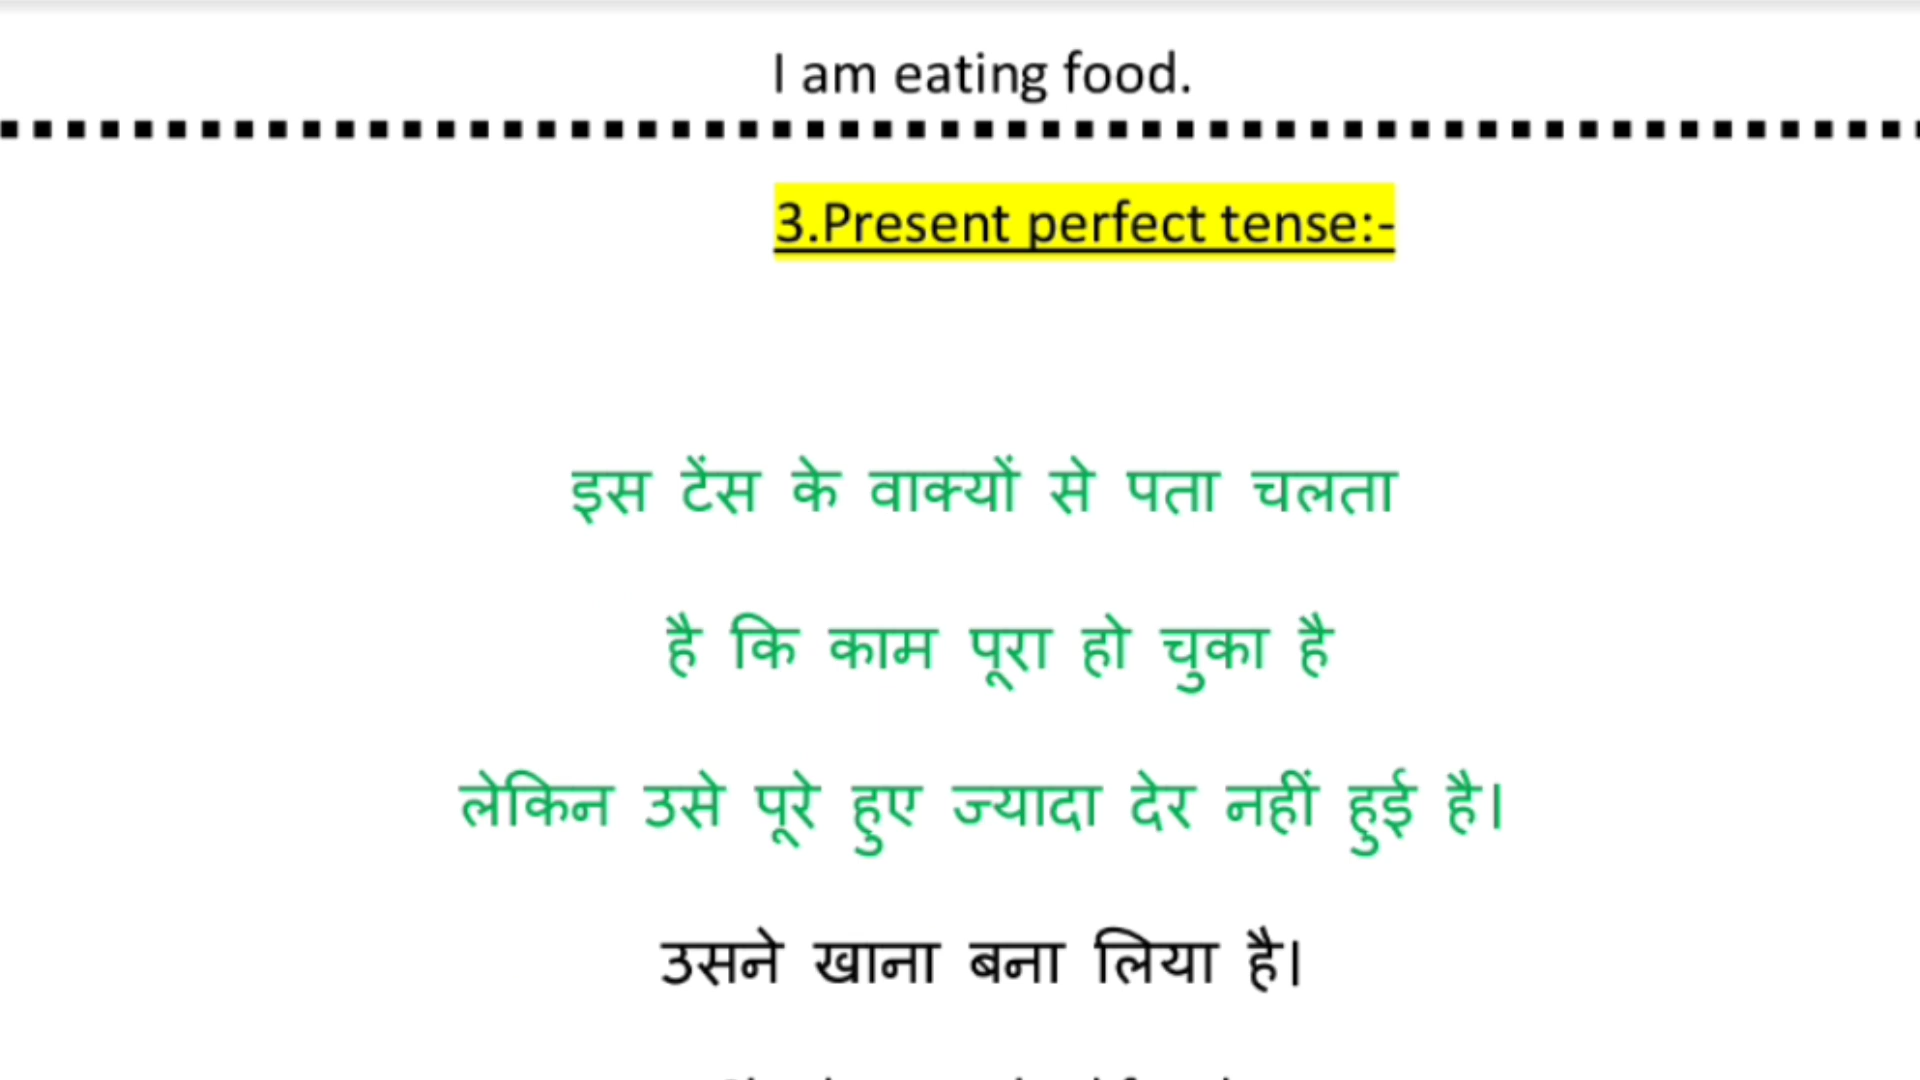 I am eating food.
3.Present perfect tense:-
इस टेंस के वाक्यों से पता चलता
है कि काम पूरा हो चुका है
लेकिन उसे पूरे हुए ज्यादा देर नहीं हुई है।
उसने खाना बना लिया है।